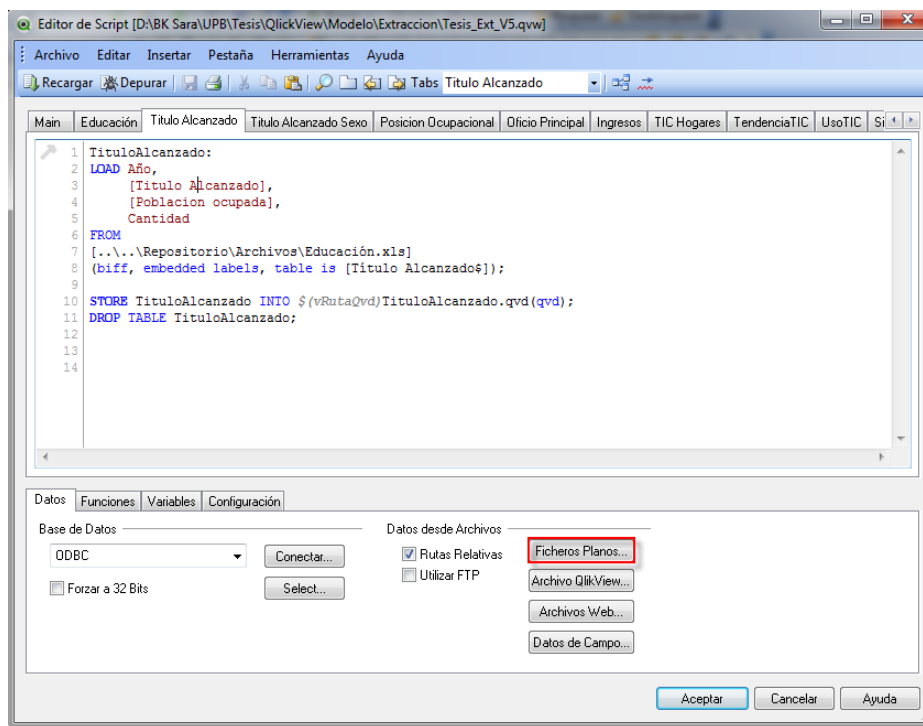 Editor de Script [D:\BK Sara\UPB\Tesis\QlickView\Modelo\Extraccion\Tesis_Ext_V5.qvw]
Archivo Editar Insertar Pestaña Herramientas Ayuda
Recargar Depurar Tabs Titulo Alcanzado
Main Educación Titulo Alcanzado Titulo Alcanzado Sexo Posicion Ocupacional Oficio Principal Ingresos TIC Hogares TendenciaTIC UsoTIC Si
1 TituloAlcanzado:
2 LOAD Año,
3 [Titulo Alcanzado],
4 [Poblacion ocupada],
5 Cantidad
6 FROM
7 [..\..\Repositorio\Archivos\Educación.xls]
8 (biff, embedded labels, table is [Titulo Alcanzado$]);
9
10 STORE TituloAlcanzado INTO $(vRutaQvd)TituloAlcanzado.qvd(qvd);
11 DROP TABLE TituloAlcanzado;
12
13
14
Datos Funciones Variables Configuración
Base de Datos Datos desde Archivos
ODBC Conectar... Rutas Relativas Ficheros Planos...
Forzar a 32 Bits Select... Utilizar FTP Archivo QlikView...
Archivos Web...
Datos de Campo...
Aceptar Cancelar Ayuda